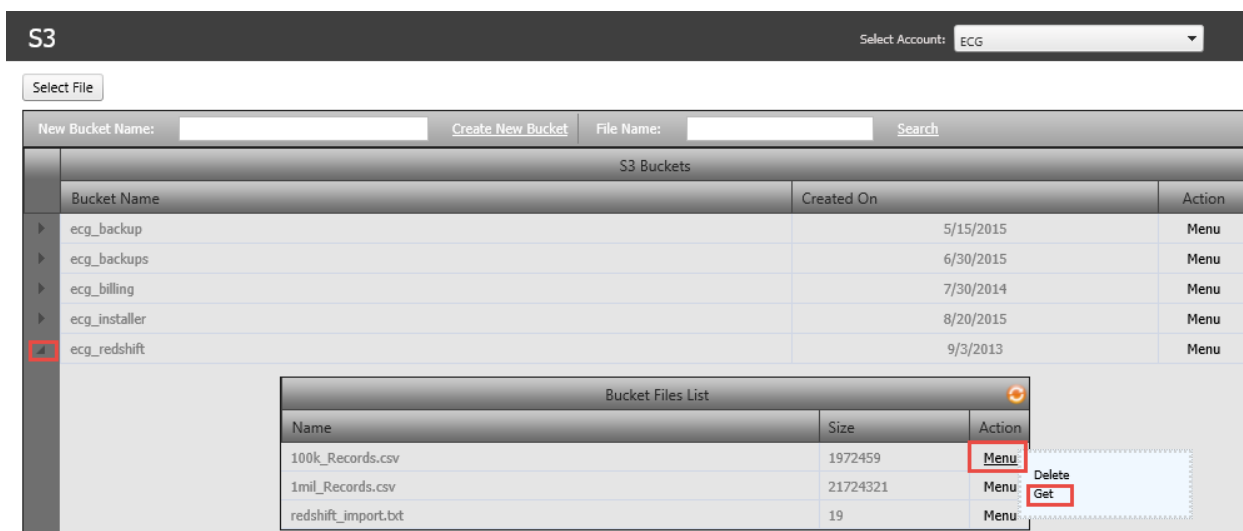 S3 Select Account: ECG
Select File
New Bucket Name: Create New Bucket File Name: Search
S3 Buckets
Bucket Name Created On Action
ecg_backup 5/15/2015 Menu
ecg_backups 6/30/2015 Menu
ecg_billing 7/30/2014 Menu
ecg_installer 8/20/2015 Menu
ecg_redshift 9/3/2013 Menu
Bucket Files List
Name Size Action
100k_Records.csv 1972459 Menu
Delete
1mil_Records.csv 21724321 Menu
Get
redshift_import.txt 19 Menu